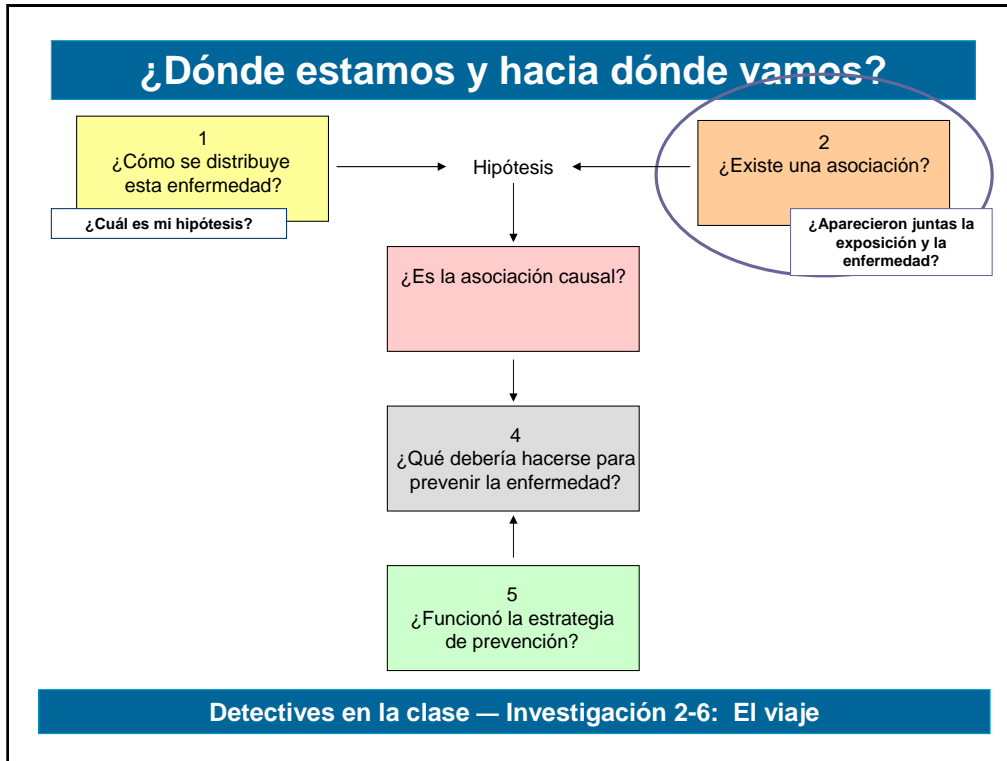 ¿Dónde estamos y hacia dónde vamos?
1
¿Cómo se distribuye
esta enfermedad?
¿Cuál es mi hipótesis?
Hipótesis
2
¿Existe una asociación?
¿Aparecieron juntas la
exposición y la
enfermedad?
¿Es la asociación causal?
4
¿Qué debería hacerse para
prevenir la enfermedad?
5
¿Funcionó la estrategia
de prevención?
Detectives en la clase — Investigación 2-6: El viaje